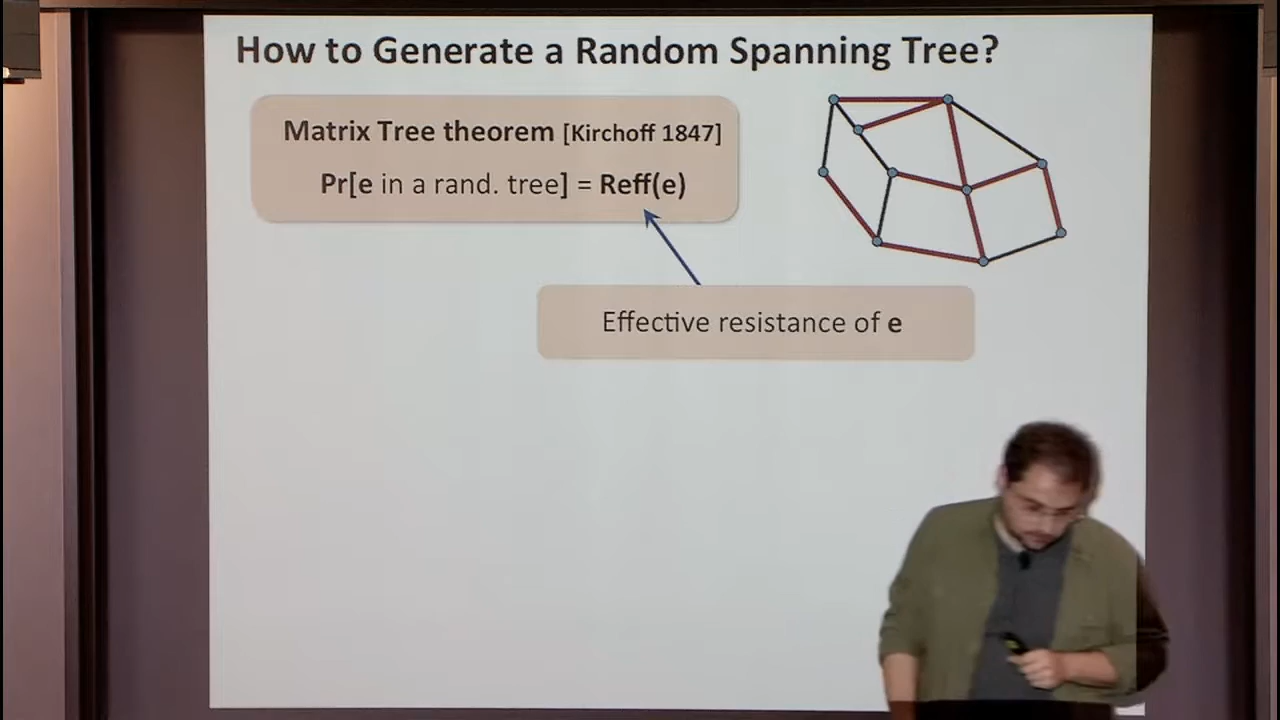 How to Generate a Random Spanning Tree?
Matrix Tree theorem [Kirchoff 1847]
Pr[e in a rand. tree] = Reff(e)
Effective resistance of e